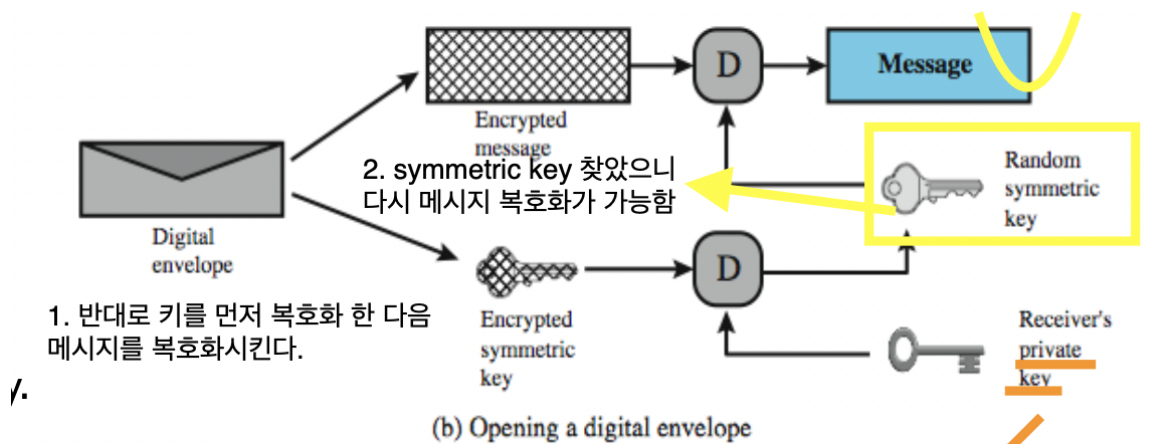 D
Message
Encrypted
message
2. symmetric key 찾았으니
다시 메시지 복호화가 가능함
Random
symmetric
key
Digital
envelope
D
1. 반대로 키를 먼저 복호화 한 다음
메시지를 복호화시킨다.
Encrypted
symmetric
key
Receiver's
private
key
y.
(b) Opening a digital envelope